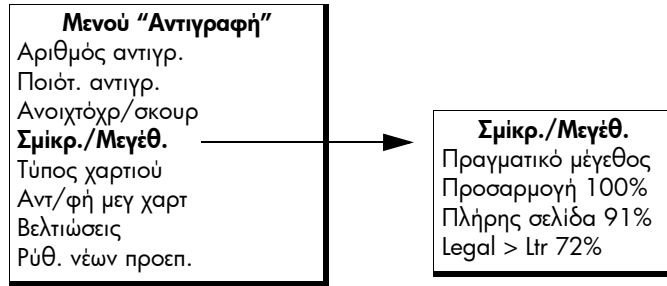 Μενού “Αντιγραφή”
Αριθμός αντιγρ.
Ποιότ. αντιγρ.
Ανοιχτόχρ/σκουρ
Σμίκρ./Μεγέθ.
Τύπος χαρτιού
Αντ/φή μεγ χαρτ
Βελτιώσεις
Ρύθ. νέων προεπ.
Σμίκρ./Μεγέθ.
Πραγματικό μέγεθος
Προσαρμογή 100%
Πλήρης σελίδα 91%
Legal > Ltr 72%